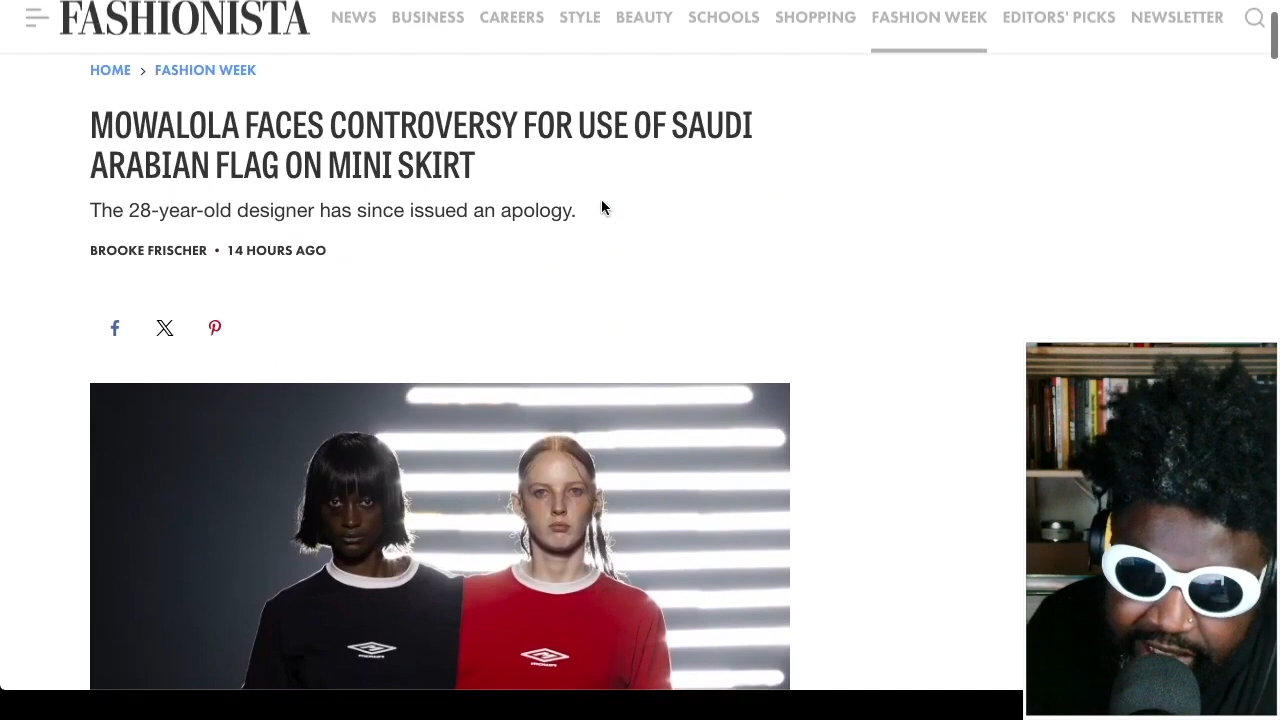 FASHIONISTA
NEWS BUSINESS CAREERS STYLE BEAUTY SCHOOLS SHOPPING FASHION WEEK EDITORS' PICKS NEWSLETTER
HOME > FASHION WEEK
MOWALOLA FACES CONTROVERSY FOR USE OF SAUDI
ARABIAN FLAG ON MINI SKIRT
The 28-year-old designer has since issued an apology.
BROOKE FRISCHER • 14 HOURS AGO